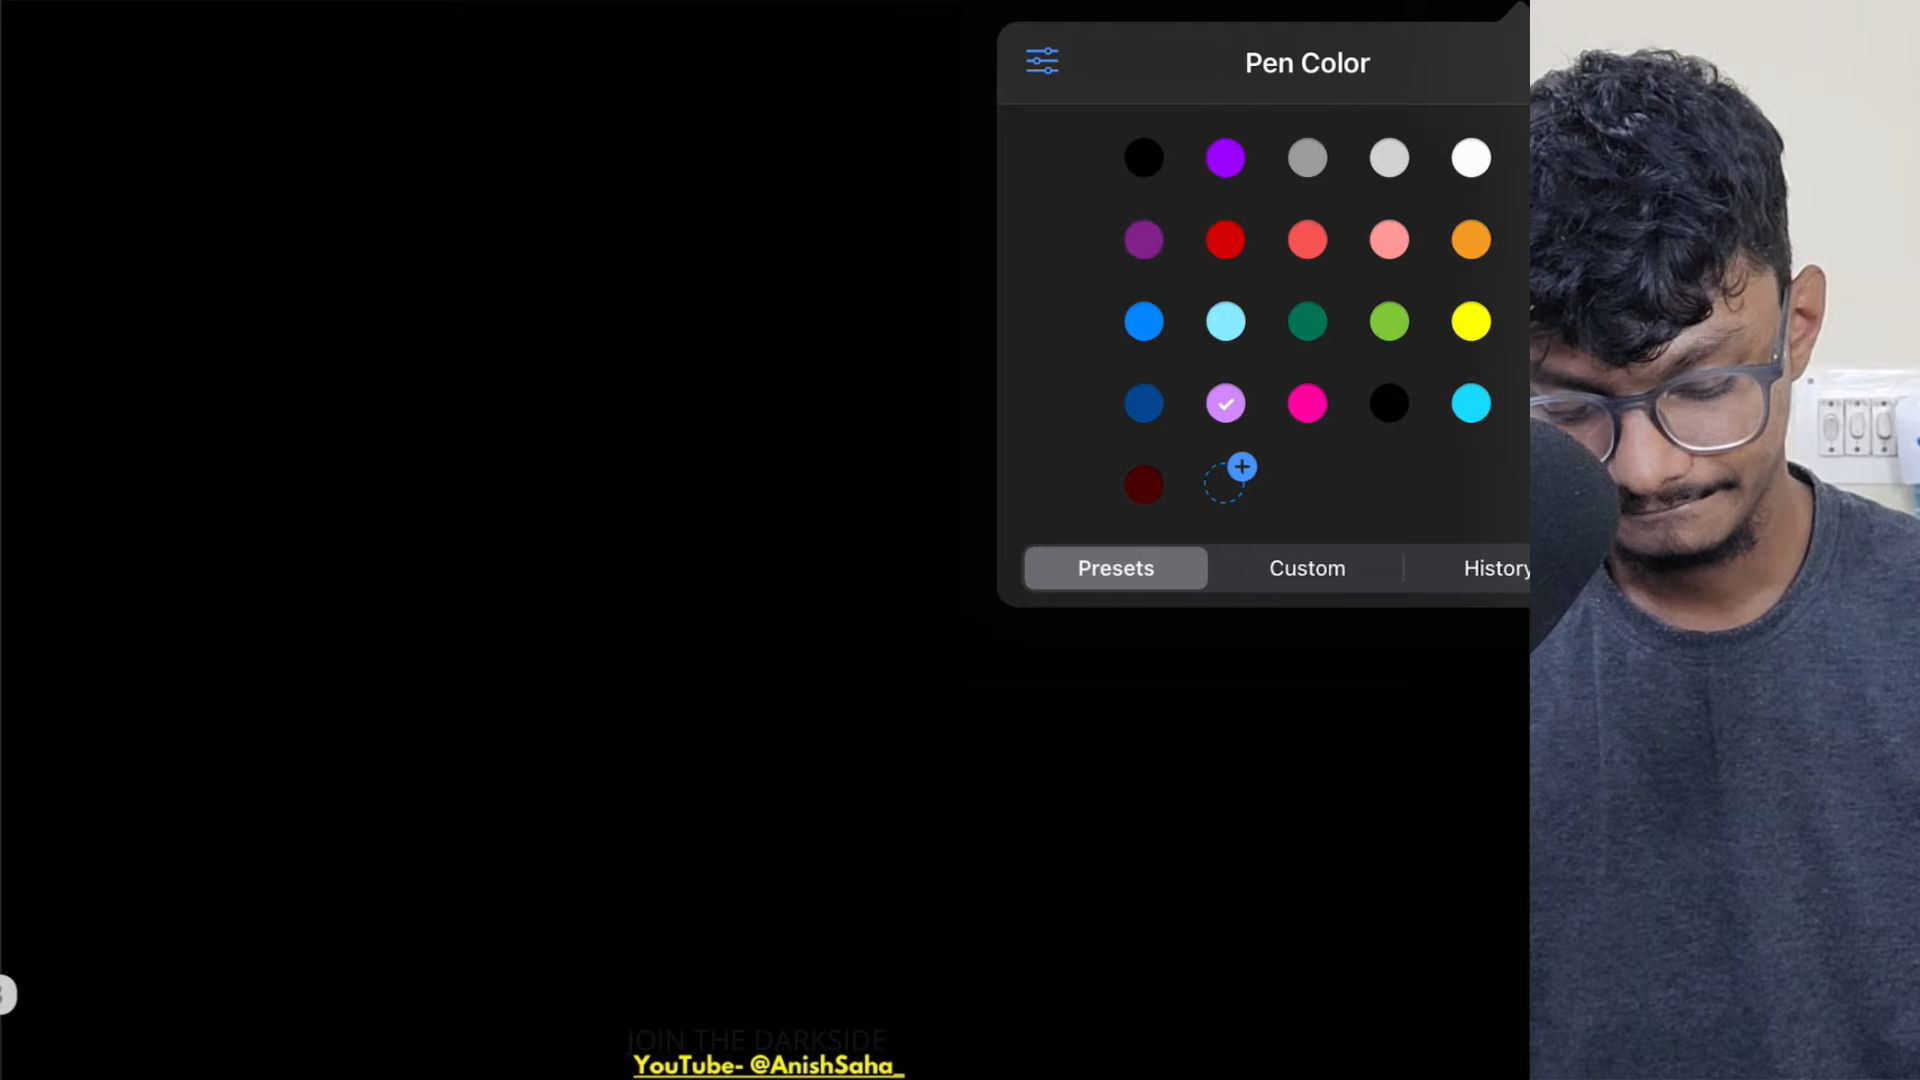 Pen Color
Presets
Custom
History
JOIN THE DARKSIDE
YouTube- @AnishSaha_